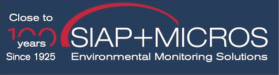 Close to
100 years
Since 1925
SIAP+MICROS
Environmental Monitoring Solutions